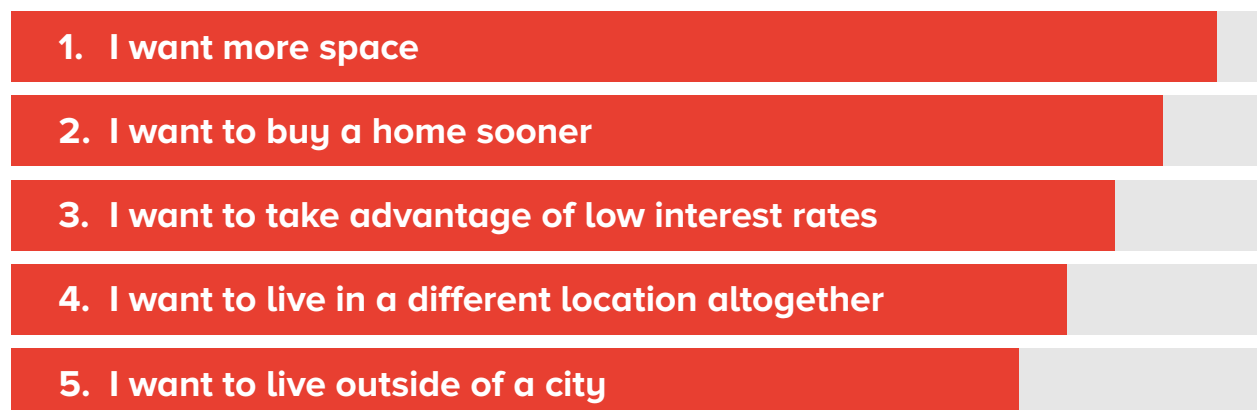 1. I want more space
2. I want to buy a home sooner
3. I want to take advantage of low interest rates
4. I want to live in a different location altogether
5. I want to live outside of a city